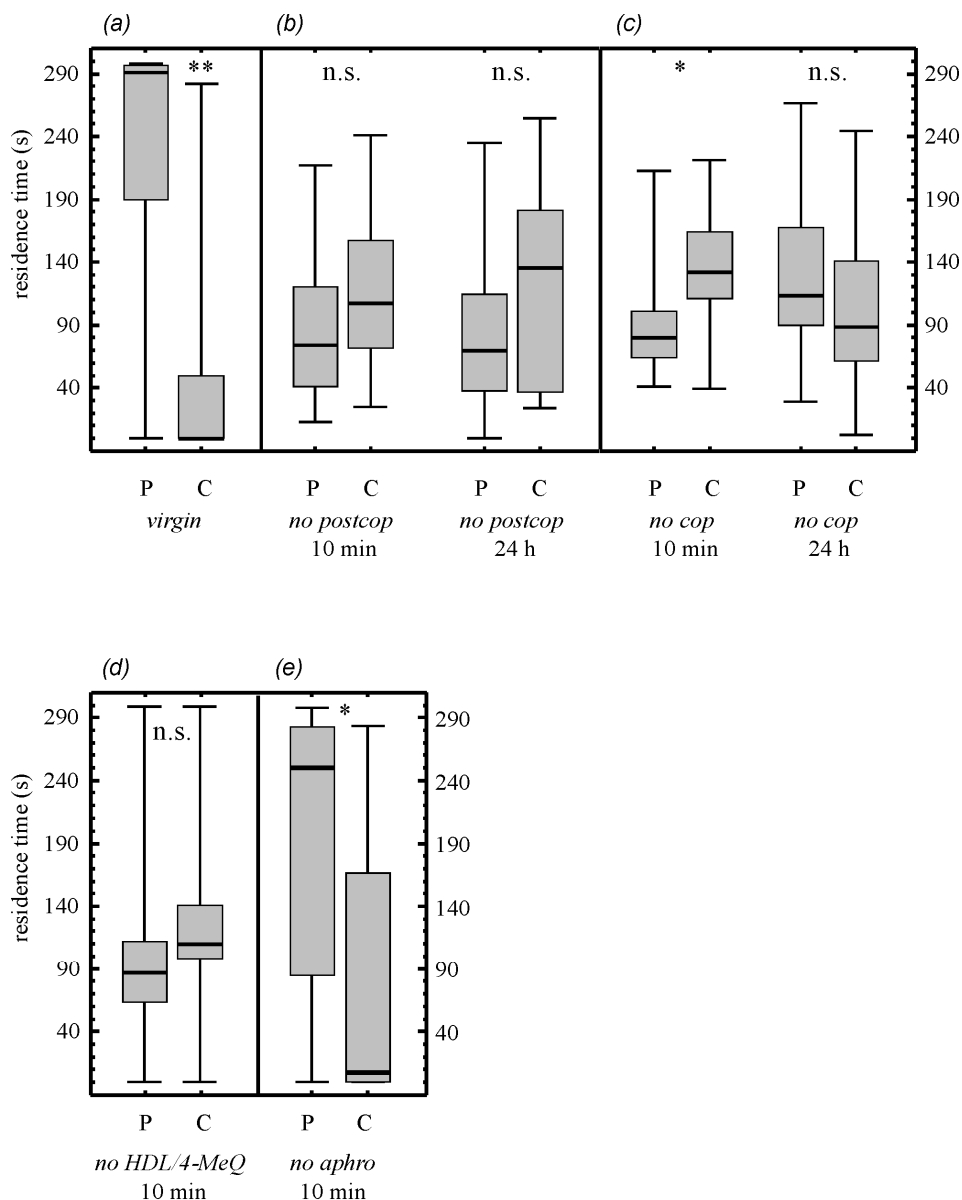 (a) (b) (c)
** n.s. n.s. * n.s.
residence time (s)
290 290
240 240
190 190
140 140
90 90
40 40
P C P C P C P C P C
virgin no postcop no postcop no cop no cop
10 min 24 h 10 min 24 h
(d) (e)
n.s. *
residence time (s)
290 290
240 240
190 190
140 140
90 90
40 40
P C P C
no HDL/4-MeQ no aphro
10 min 10 min